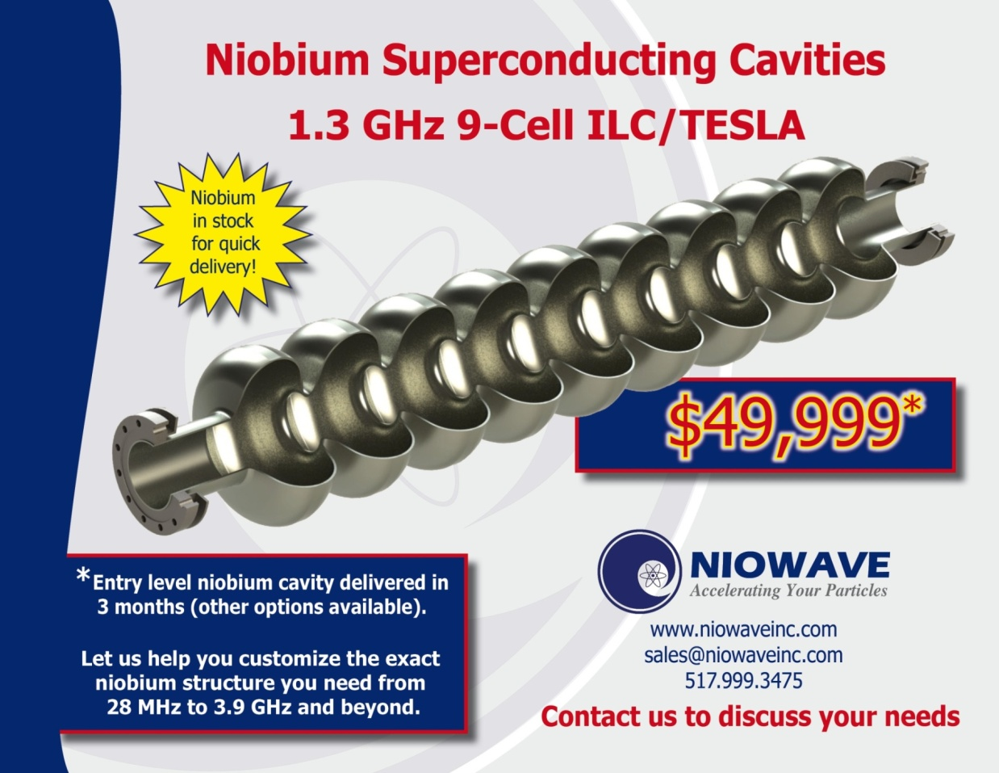 Niobium Superconducting Cavities
1.3 GHz 9-Cell ILC/TESLA
Niobium
in stock
for quick
delivery!
$49,999*
*Entry level niobium cavity delivered in
3 months (other options available).
Let us help you customize the exact
niobium structure you need from
28 MHz to 3.9 GHz and beyond.
NIOWAVE
Accelerating Your Particles
www.niowaveinc.com
sales@niowaveinc.com
517.999.3475
Contact us to discuss your needs